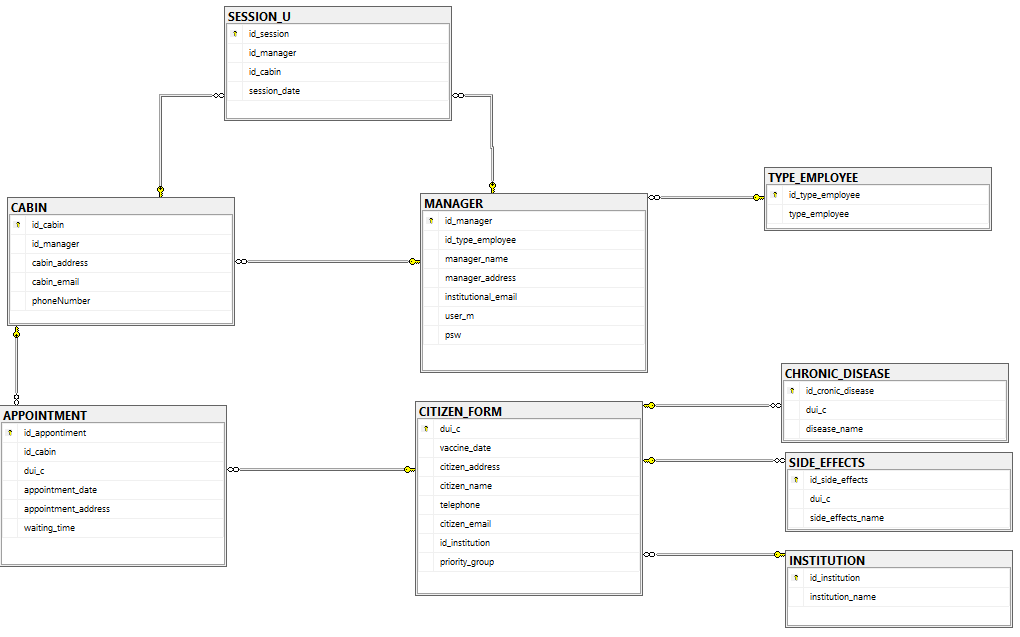 SESSION_U
id_session
id_manager
id_cabin
session_date
TYPE_EMPLOYEE
id_type_employee
type_employee
CABIN
id_cabin
id_manager
cabin_address
cabin_email
phoneNumber
MANAGER
id_manager
id_type_employee
manager_name
manager_address
institutional_email
user_m
psw
CHRONIC_DISEASE
id_cronic_disease
dui_c
disease_name
APPOINTMENT
id_appontiment
id_cabin
dui_c
appointment_date
appointment_address
waiting_time
CITIZEN_FORM
dui_c
vaccine_date
citizen_address
citizen_name
telephone
citizen_email
id_institution
priority_group
SIDE_EFFECTS
id_side_effects
dui_c
side_effects_name
INSTITUTION
id_institution
institution_name